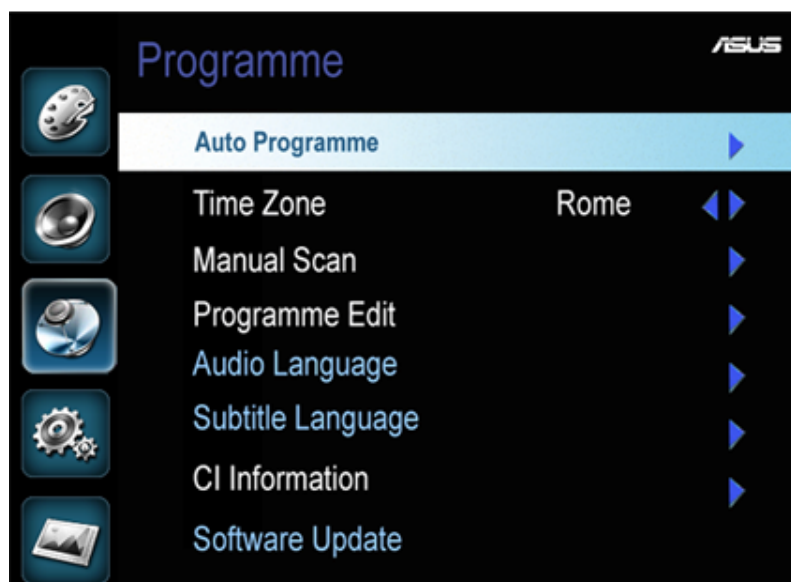 Programme
ASUS
Auto Programme
Time Zone Rome
Manual Scan
Programme Edit
Audio Language
Subtitle Language
CI Information
Software Update